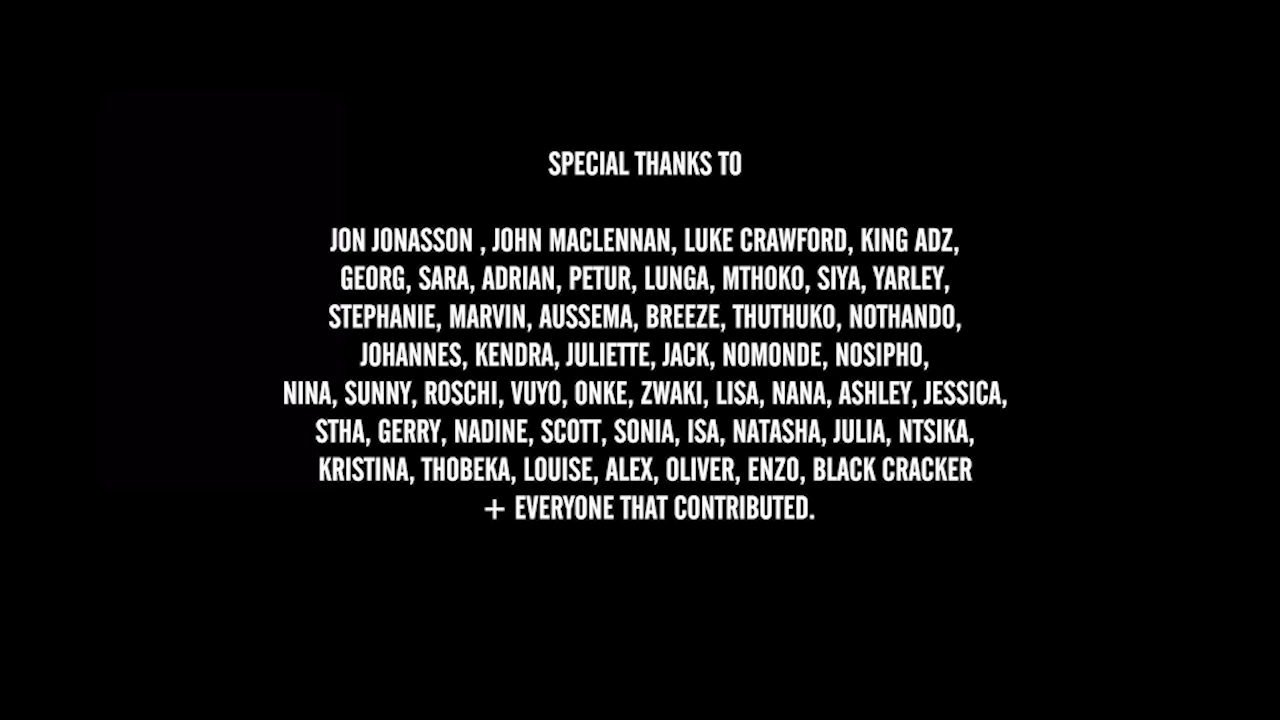 SPECIAL THANKS TO
JON JONASSON , JOHN MACLENNAN, LUKE CRAWFORD, KING ADZ,
GEORG, SARA, ADRIAN, PETUR, LUNGA, MTHOKO, SIYA, YARLEY,
STEPHANIE, MARVIN, AUSSEMA, BREEZE, THUTHUKO, NOTHANDO,
JOHANNES, KENDRA, JULIETTE, JACK, NOMONDE, NOSIPHO,
NINA, SUNNY, ROSCHI, VUYO, ONKE, ZWAKI, LISA, NANA, ASHLEY, JESSICA,
STHA, GERRY, NADINE, SCOTT, SONIA, ISA, NATASHA, JULIA, NTSIKA,
KRISTINA, THOBEKA, LOUISE, ALEX, OLIVER, ENZO, BLACK CRACKER
+ EVERYONE THAT CONTRIBUTED.